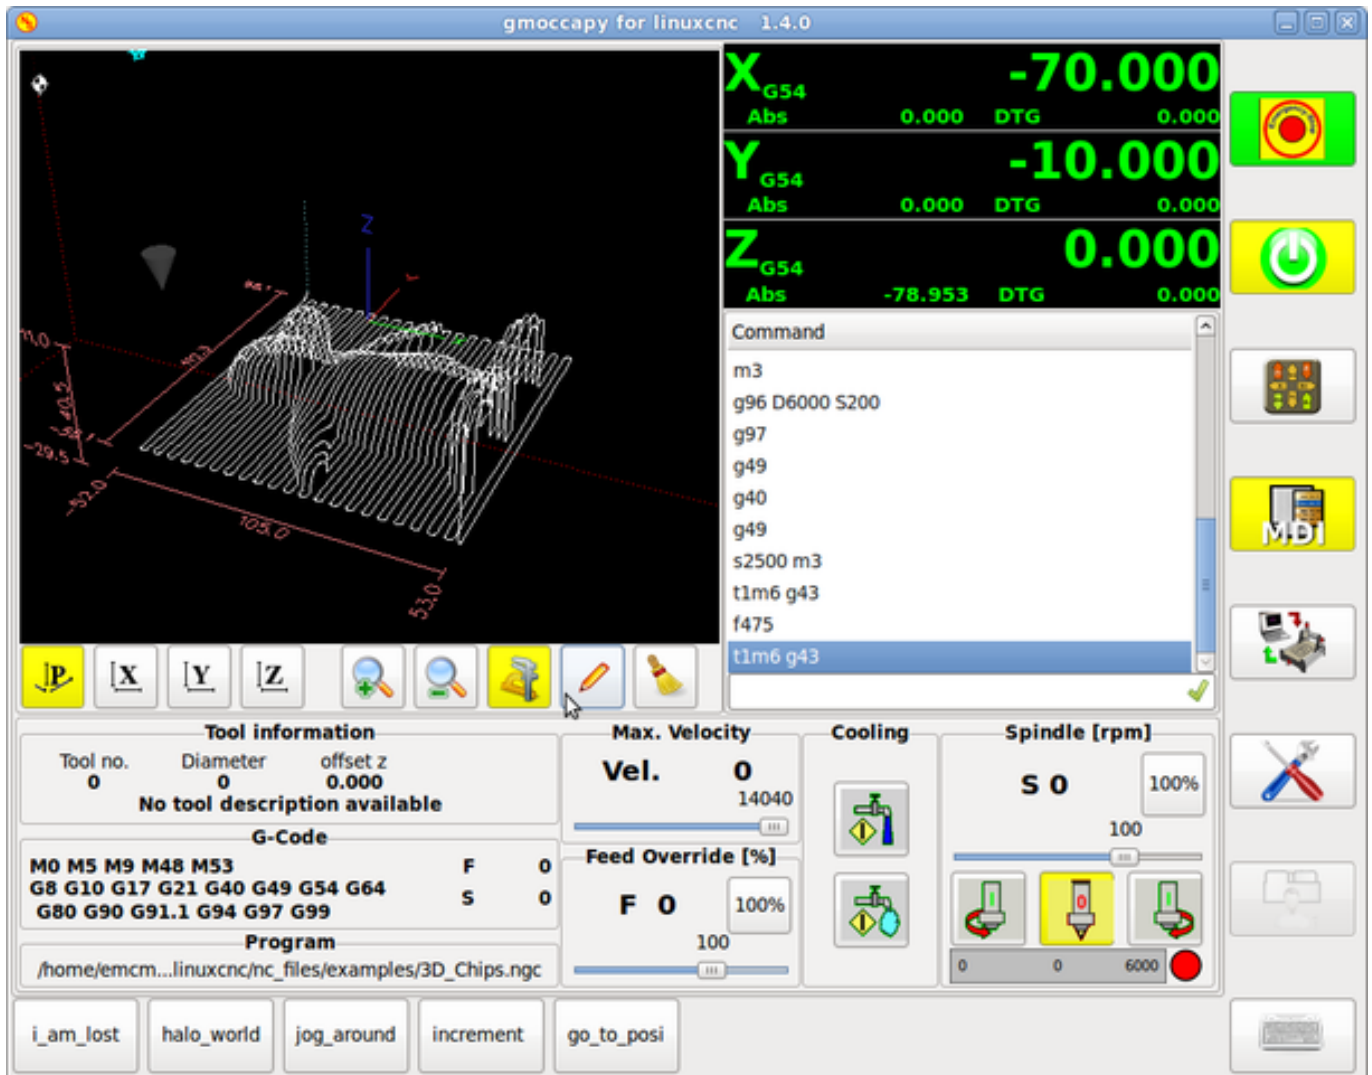 gmoccapy for linuxcnc 1.4.0
X G54 -70.000
Abs 0.000 DTG 0.000
Y G54 -10.000
Abs 0.000 DTG 0.000
Z G54 0.000
Abs -78.953 DTG 0.000
Command
m3
g96 D6000 S200
g97
g49
g40
g49
s2500 m3
t1m6 g43
f475
t1m6 g43
Z
-29.5
-52.0
105.0
53.0
P X Y Z
MDI
Tool information
Tool no. Diameter offset z
0 0 0.000
No tool description available
G-Code
M0 M5 M9 M48 M53 F 0
G8 G10 G17 G21 G40 G49 G54 G64 S 0
G80 G90 G91.1 G94 G97 G99
Program
/home/emcm...linuxcnc/nc_files/examples/3D_Chips.ngc
Max. Velocity
Vel. 0
14040
Feed Override [%]
F 0 100%
100
Cooling
Spindle [rpm]
S 0 100%
100
I 0 I
0 0 6000
i_am_lost halo_world jog_around increment go_to_posi